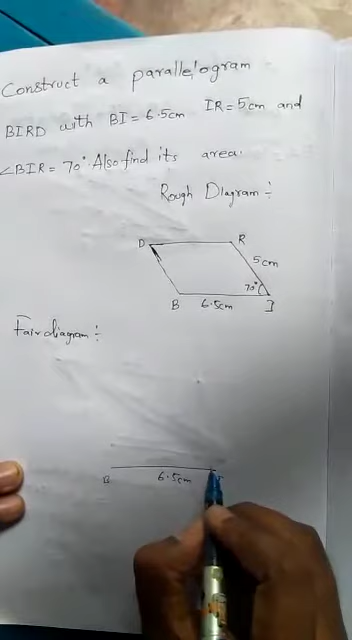 Construct a parallelogram
BIRD with BI = 6.5cm IR = 5cm and
∠BIR = 70°. Also find its area.
Rough Diagram :-
D R
5cm
70°
B 6.5cm I
Fair diagram :-
B 6.5cm